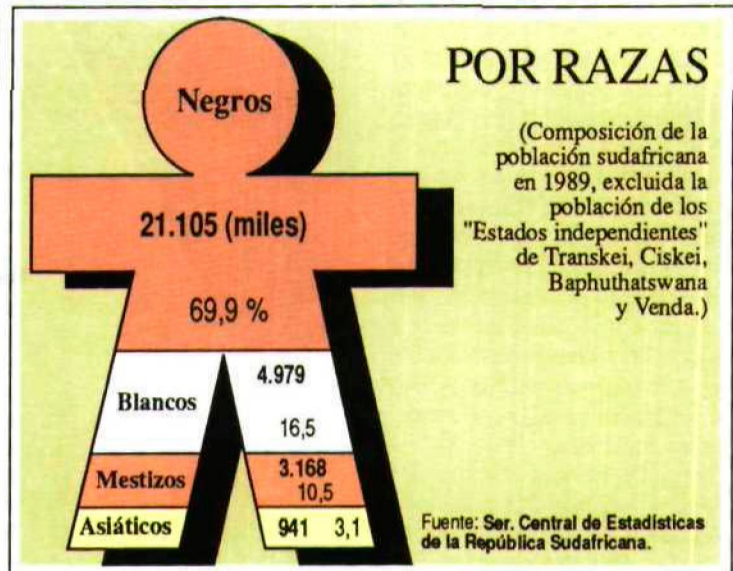 POR RAZAS
(Composición de la
población sudafricana
en 1989, excluida la
población de los
"Estados independientes"
de Transkei, Ciskei,
Baphuthatswana
y Venda.)
Negros
21.105 (miles)
69,9 %
Blancos
4.979
16,5
Mestizos
3.168
10,5
Asiáticos
941 3,1
Fuente: Ser. Central de Estadísticas
de la República Sudafricana.